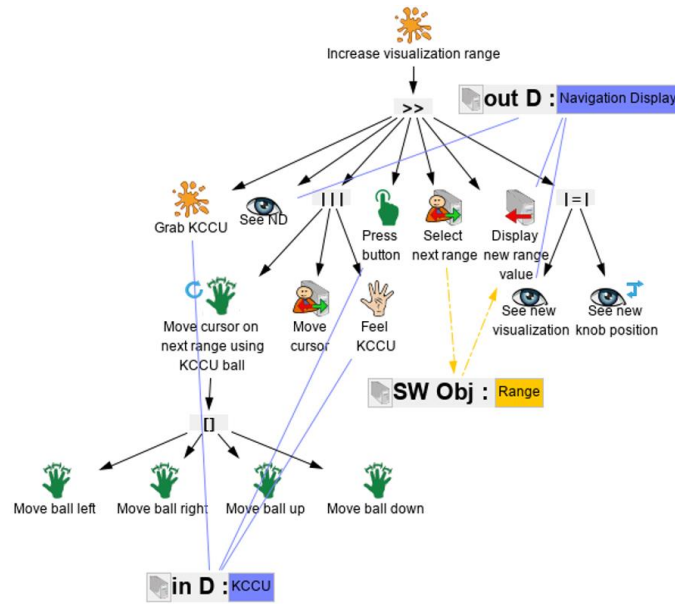 Increase visualization range
>>
out D : Navigation Display
Grab KCCU
See ND
|||
Press
button
Select
next range
Display
new range
value
|=|
Move cursor on
next range using
KCCU ball
Move
cursor
Feel
KCCU
See new
visualization
See new
knob position
SW Obj : Range
[]
Move ball left
Move ball right
Move ball up
Move ball down
in D : KCCU